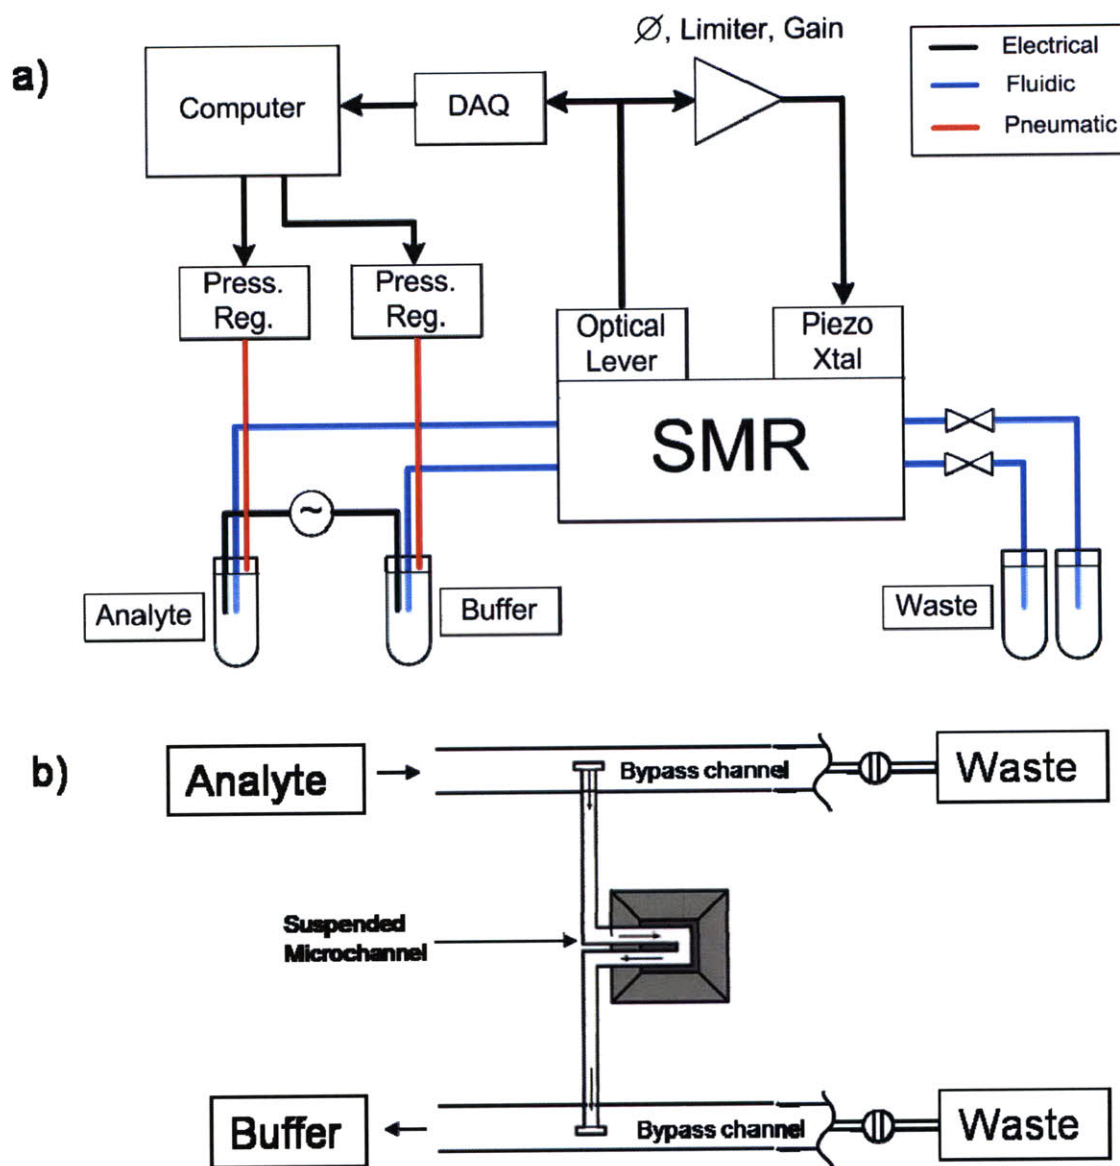 a)
Ø, Limiter, Gain
Electrical
Fluidic
Pneumatic
Computer
DAQ
Press.
Reg.
Press.
Reg.
Optical
Lever
Piezo
Xtal
SMR
~
Analyte
Buffer
Waste
b)
Analyte
Bypass channel
Waste
Suspended
Microchannel
Buffer
Bypass channel
Waste